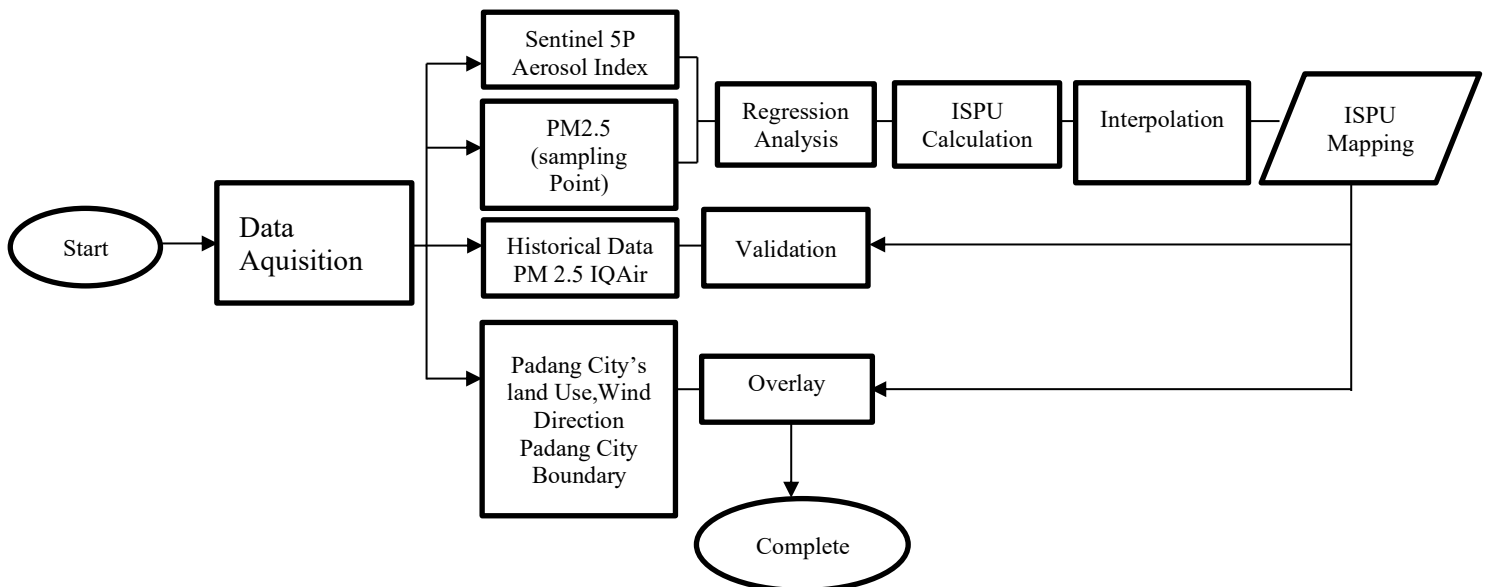 Start
Data
Aquisition
Sentinel 5P
Aerosol Index
PM2.5
(sampling
Point)
Historical Data
PM 2.5 IQAir
Padang City’s
land Use,Wind
Direction
Padang City
Boundary
Regression
Analysis
ISPU
Calculation
Interpolation
ISPU
Mapping
Validation
Overlay
Complete